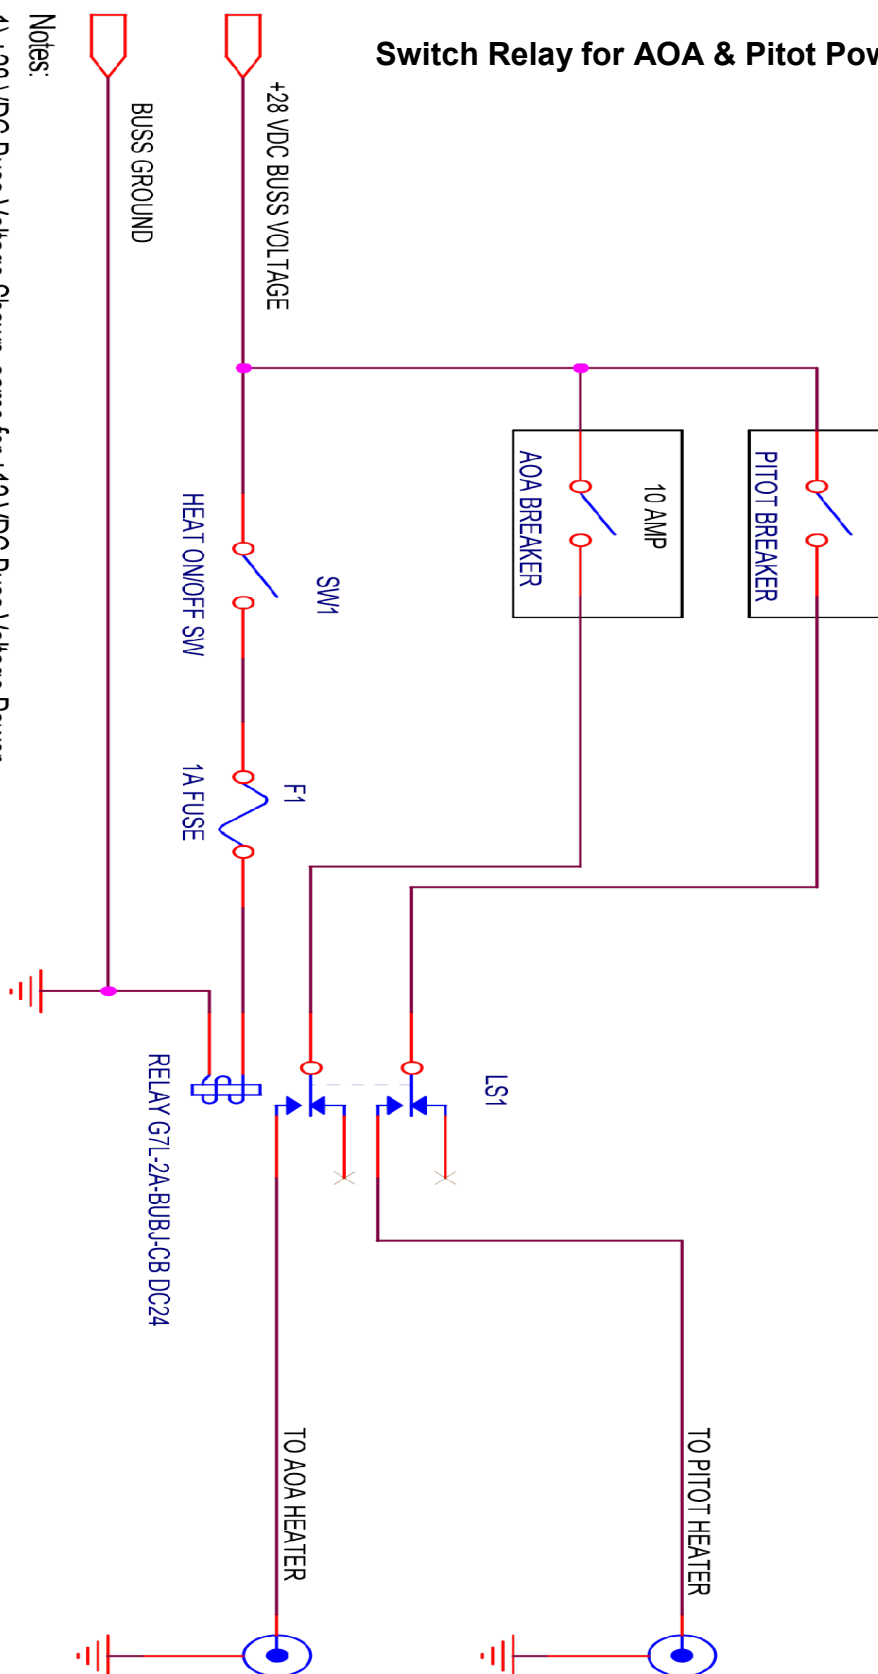 Switch Relay for AOA & Pitot
+28 VDC BUSS VOLTAGE
BUSS GROUND
PITOT BREAKER
10 AMP
AOA BREAKER
SW1
HEAT ON/OFF SW
F1
1A FUSE
LS1
RELAY G7L-2A-BUBJ-CB DC24
TO PITOT HEATER
TO AOA HEATER
Notes: